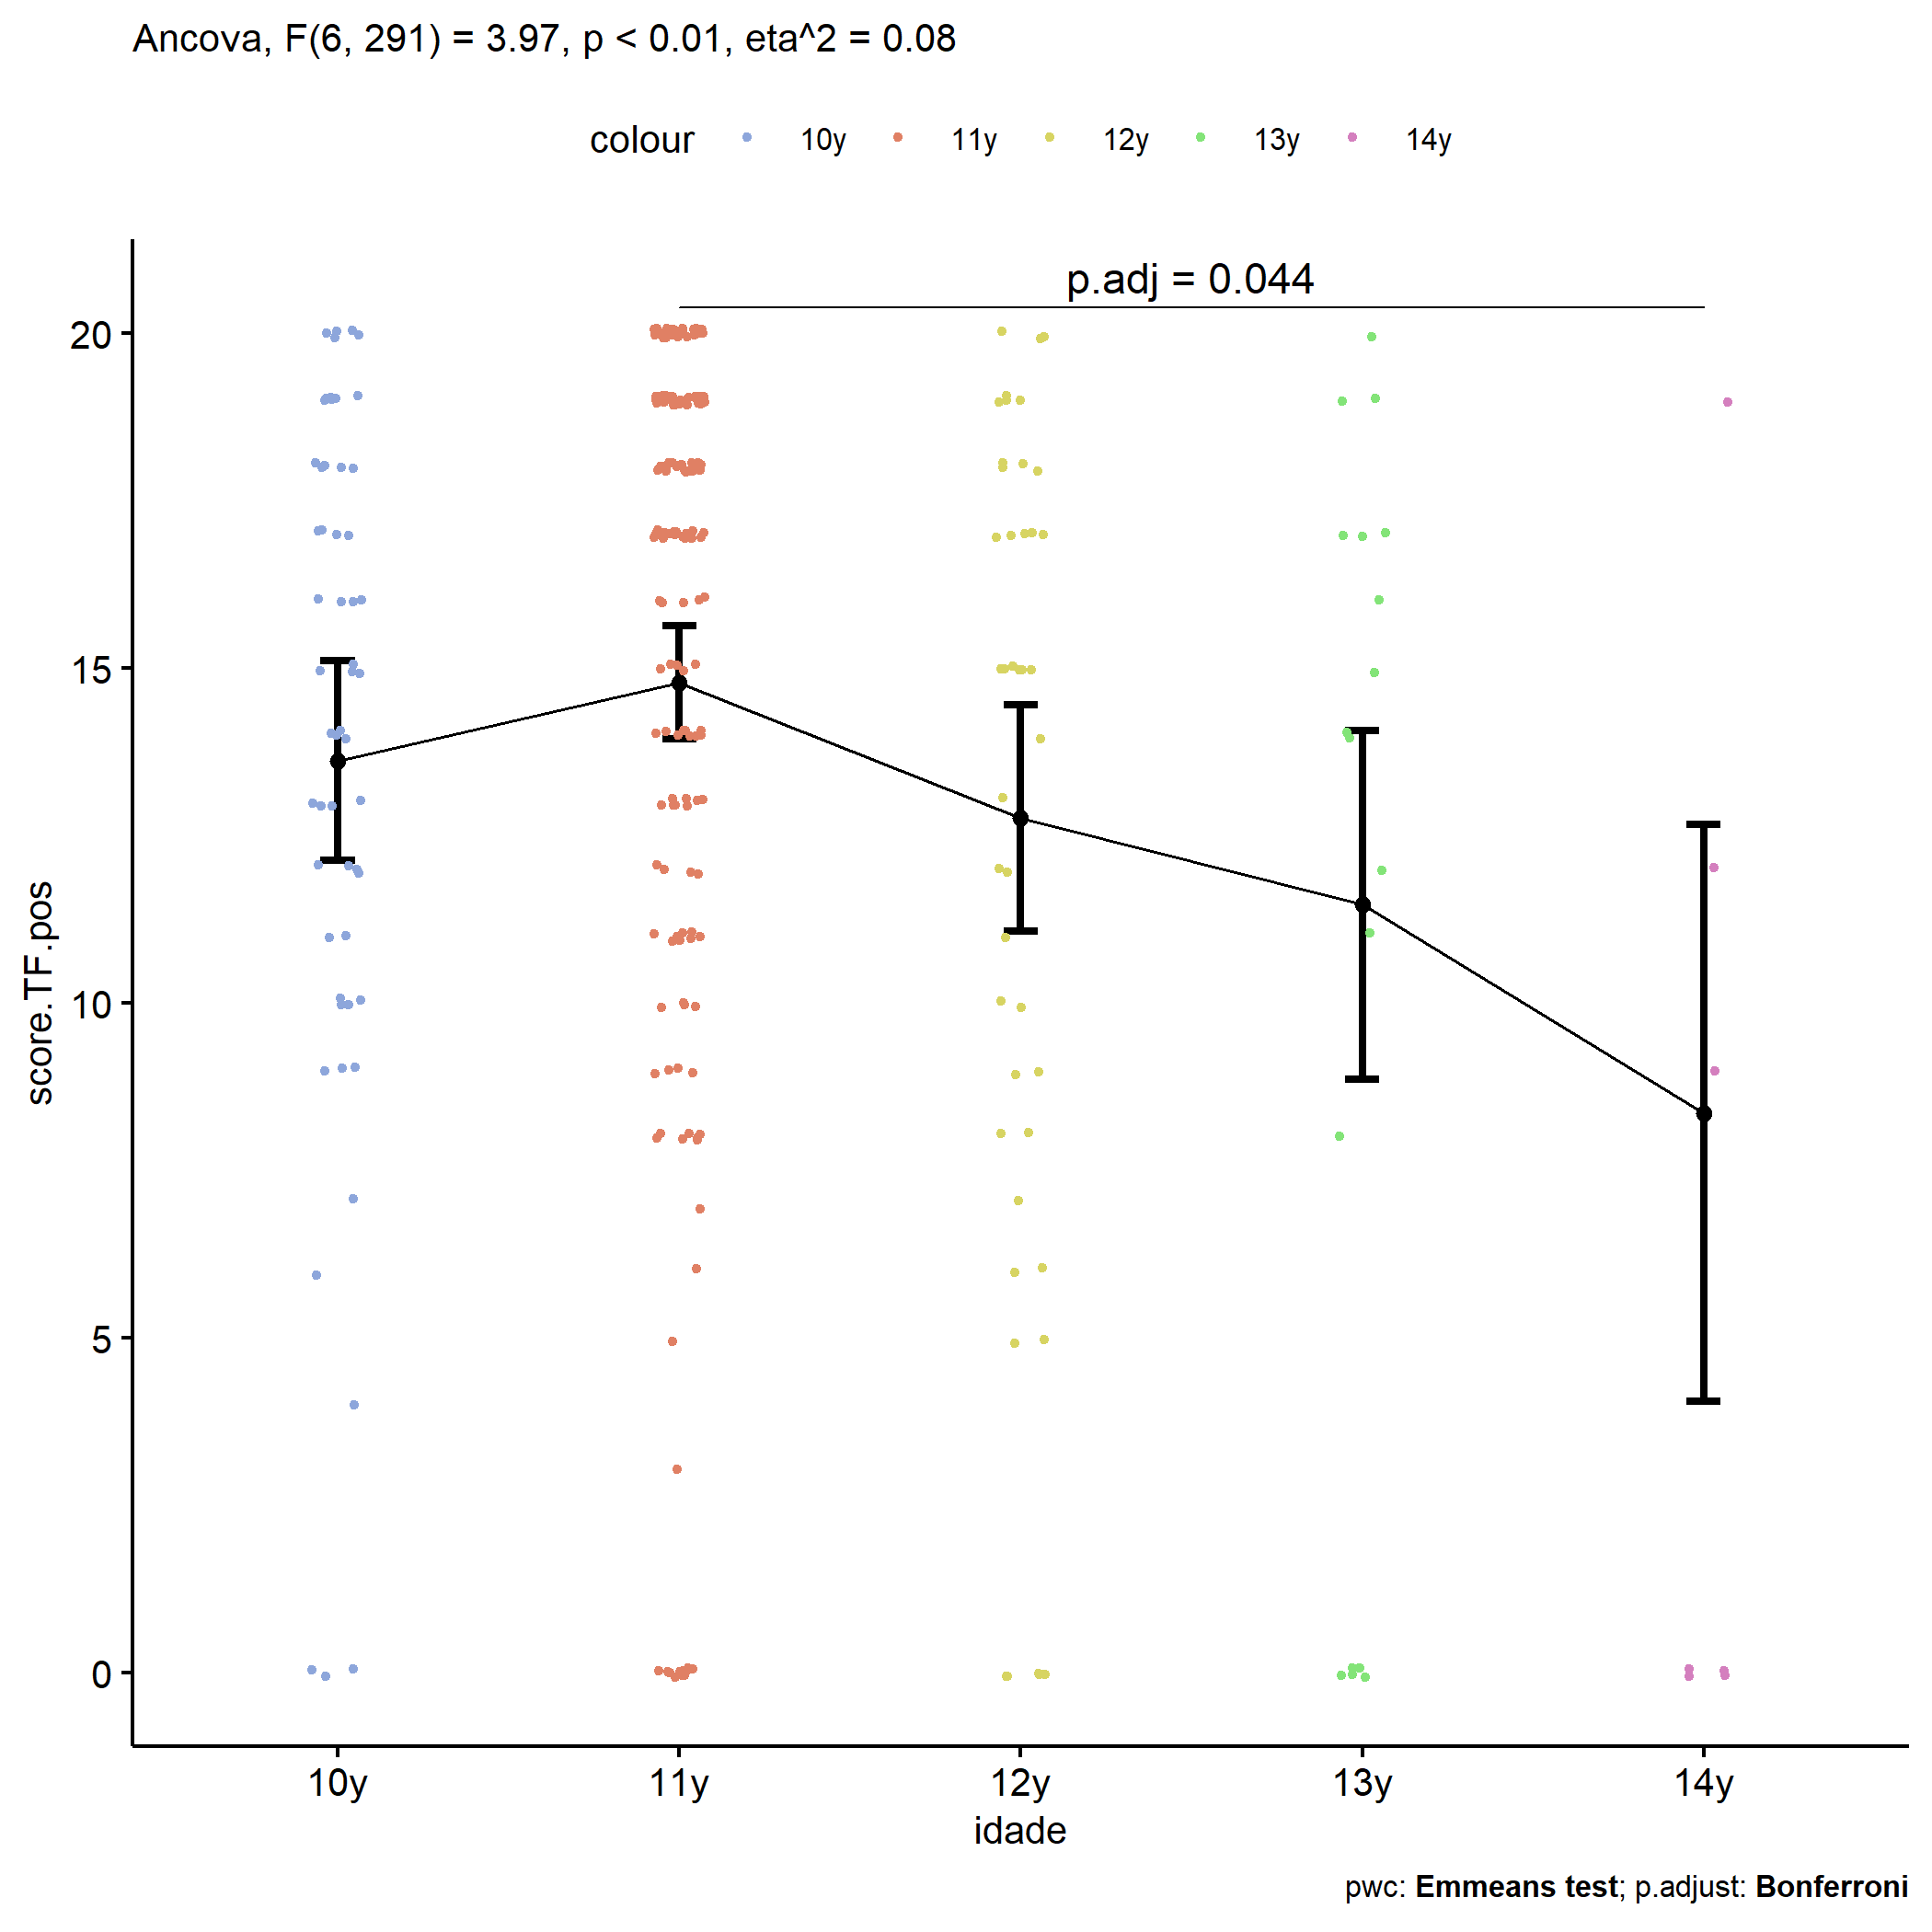 Ancova, F(6, 291) = 3.97, p < 0.01, eta^2 = 0.08
colour 10y 11y 12y 13y 14y
p.adj = 0.044
20
15
10
5
0
score.TF.pos
10y 11y 12y 13y 14y
idade
pwc: Emmeans test; p.adjust: Bonferroni